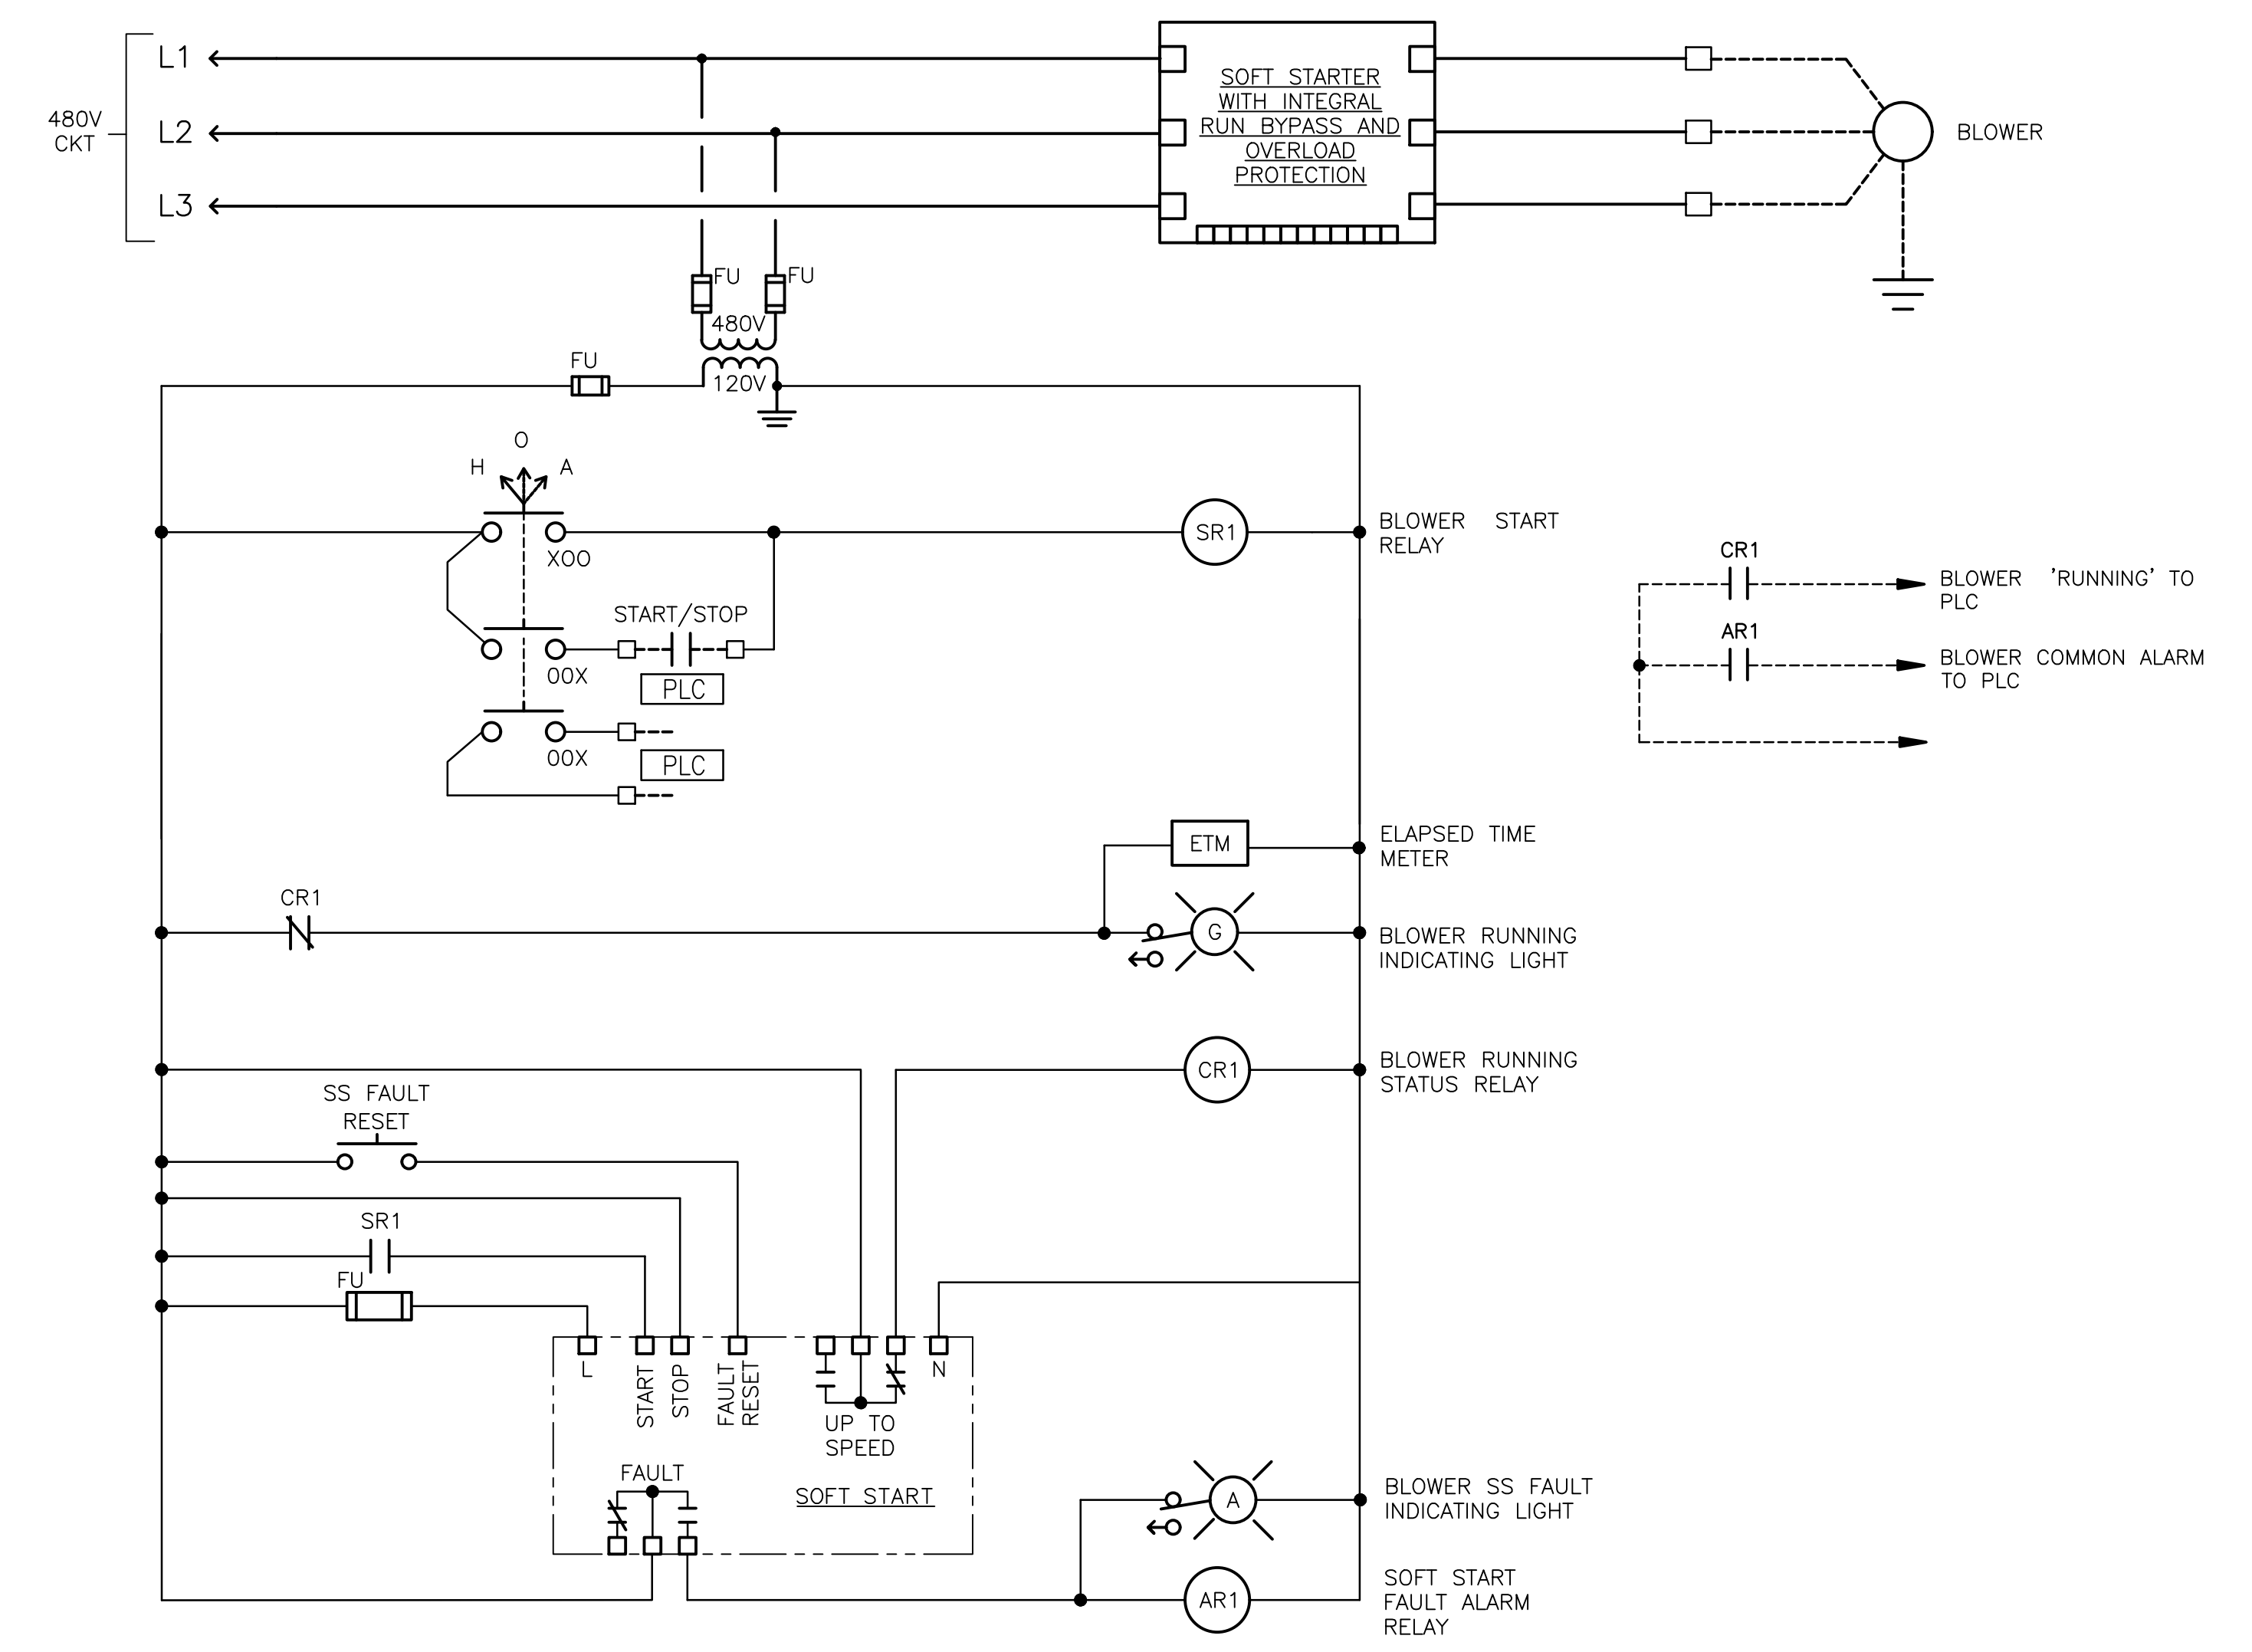 L1
L2
L3
480V
CKT
SOFT STARTER
WITH INTEGRAL
RUN BYPASS AND
OVERLOAD
PROTECTION
BLOWER
FU
FU
480V
FU
120V
H
O
A
X00
SR1
BLOWER START
RELAY
START/STOP
00X
PLC
00X
PLC
CR1
BLOWER 'RUNNING' TO
PLC
AR1
BLOWER COMMON ALARM
TO PLC
ETM
ELAPSED TIME
METER
CR1
G
BLOWER RUNNING
INDICATING LIGHT
CR1
BLOWER RUNNING
STATUS RELAY
SS FAULT
RESET
SR1
FU
L
START
STOP
FAULT
RESET
N
UP TO
SPEED
FAULT
SOFT START
A
BLOWER SS FAULT
INDICATING LIGHT
AR1
SOFT START
FAULT ALARM
RELAY